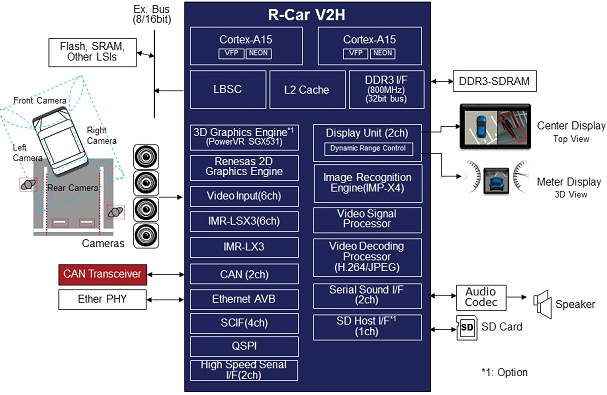 R-Car V2H
Ex. Bus
(8/16bit)
Flash, SRAM,
Other LSIs
Cortex-A15
VFP
NEON
Cortex-A15
VFP
NEON
LBSC
L2 Cache
DDR3 I/F
(800MHz)
(32bit bus)
DDR3-SDRAM
Front Camera
Right
Camera
Left
Camera
Rear Camera
Cameras
3D Graphics Engine*1
(PowerVR SGX531)
Renesas 2D
Graphics Engine
Video Input(6ch)
IMR-LSX3(6ch)
IMR-LX3
CAN (2ch)
Ethernet AVB
SCIF(4ch)
QSPI
High Speed Serial
I/F(2ch)
Display Unit (2ch)
Dynamic Range Control
Image Recognition
Engine(IMP-X4)
Video Signal
Processor
Video Decoding
Processor
(H.264/JPEG)
Serial Sound I/F
(2ch)
SD Host I/F*1
(1ch)
Center Display
Top View
Meter Display
3D View
CAN Transceiver
Ether PHY
Audio
Codec
Speaker
SD
SD Card
*1: Option